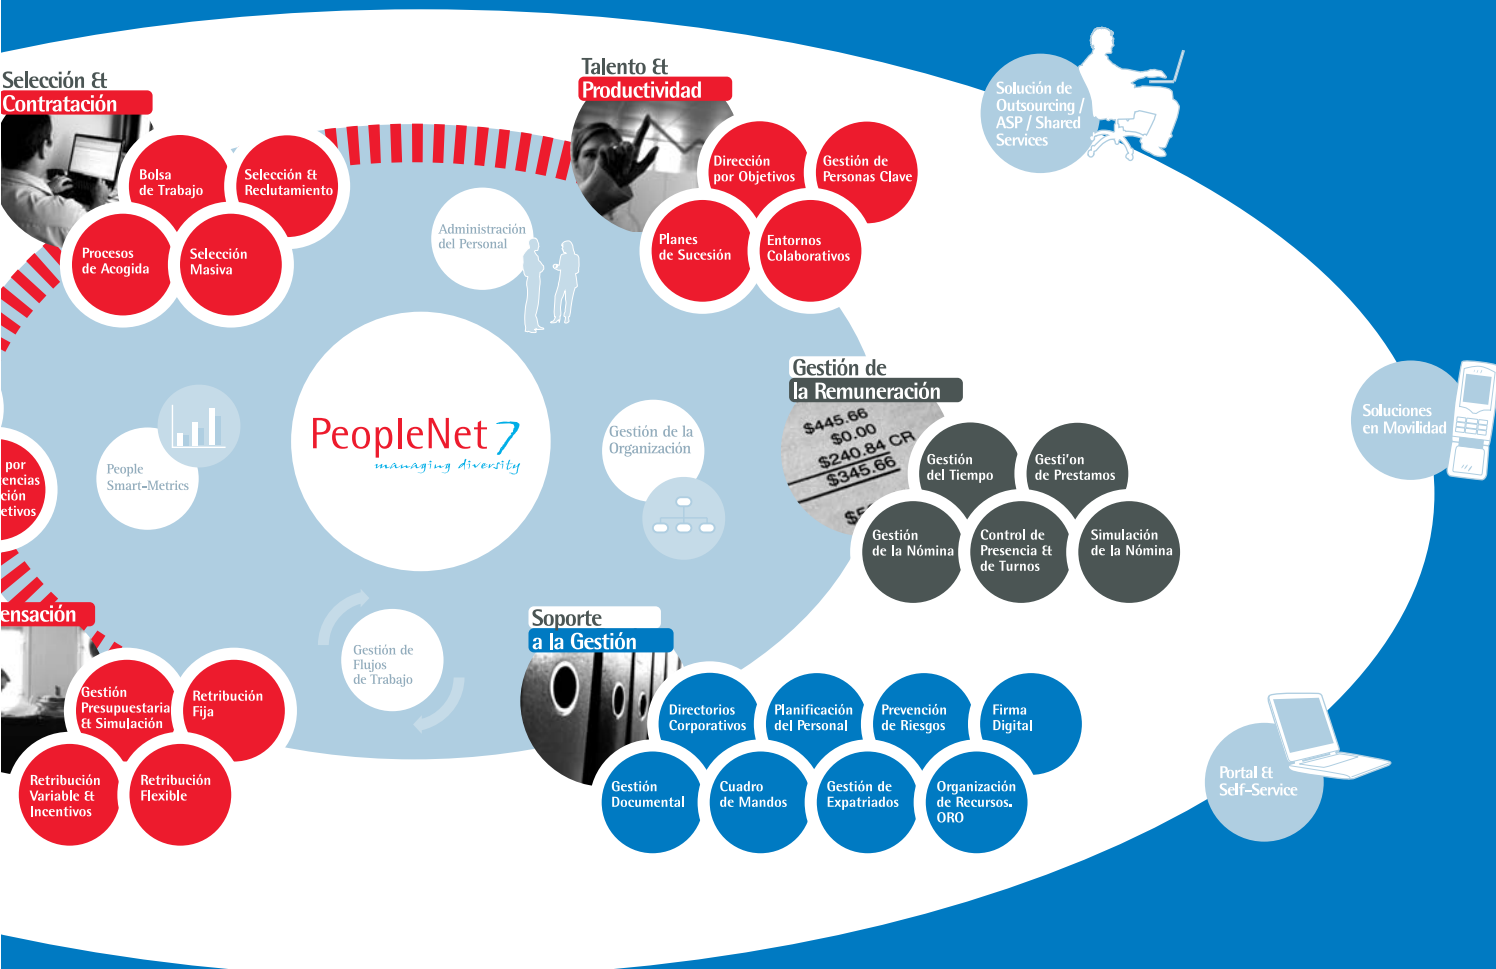 Selección &
Contratación
Bolsa
de Trabajo
Selección &
Reclutamiento
Procesos
de Acogida
Selección
Masiva
Talento &
Productividad
Dirección
por Objetivos
Gestión de
Personas Clave
Planes
de Sucesión
Entornos
Colaborativos
Solución de
Outsourcing /
ASP / Shared
Services
Administración
del Personal
Gestión de
la Remuneración
$445.66
$0.00
$240.84 CR
$345.66
Gestión
del Tiempo
Gesti'on
de Prestamos
Gestión
de la Nómina
Control de
Presencia &
de Turnos
Simulación
de la Nómina
Soluciones
en Movilidad
PeopleNet 7
managing diversity
Gestión de la
Organización
People
Smart-Metrics
por
encias
ción
etivos
ensación
Gestión
Presupuestaria
& Simulación
Retribución
Fija
Retribución
Variable &
Incentivos
Retribución
Flexible
Gestión de
Flujos
de Trabajo
Soporte
a la Gestión
Directorios
Corporativos
Planificación
del Personal
Prevención
de Riesgos
Firma
Digital
Gestión
Documental
Cuadro
de Mandos
Gestión de
Expatriados
Organización
de Recursos.
ORO
Portal &
Self-Service